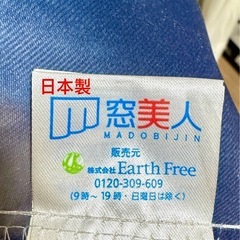 日本製
窓美人
MADOBIJIN
販売元
株式会社 Earth Free
0120-309-609
(9時〜19時・日曜日は除く)